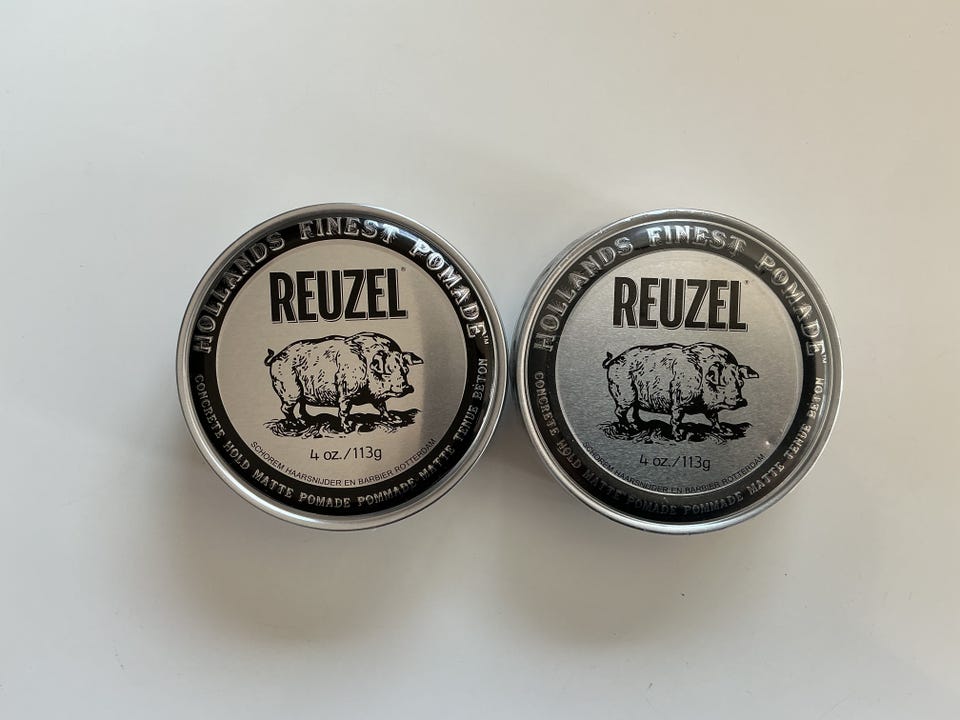 HOLLANDS FINEST POMADE™
REUZEL®
4 oz./113g
SCHOREM HAARSNIJDER EN BARBIER ROTTERDAM
CONCRETE HOLD MATTE POMADE POMMADE MATTE TENUE BÉTON
HOLLANDS FINEST POMADE™
REUZEL®
4 oz./113g
SCHOREM HAARSNIJDER EN BARBIER ROTTERDAM
CONCRETE HOLD MATTE POMADE POMMADE MATTE TENUE BÉTON